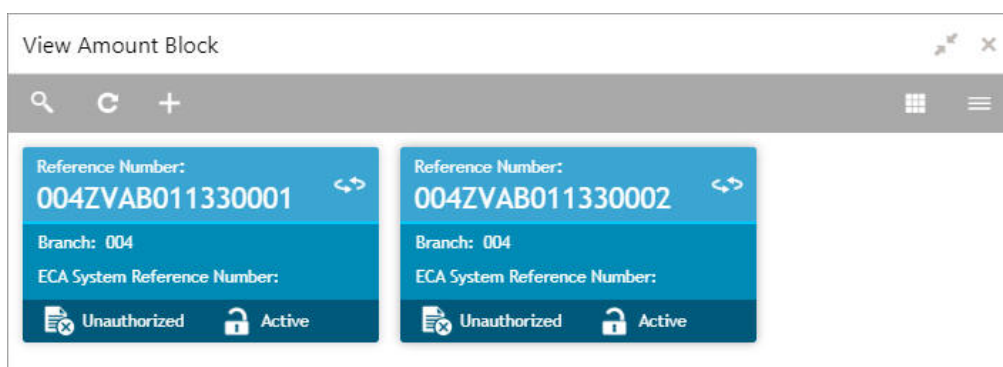 View Amount Block
Reference Number:
004ZVAB011330001
Branch: 004
ECA System Reference Number:
Unauthorized Active
Reference Number:
004ZVAB011330002
Branch: 004
ECA System Reference Number:
Unauthorized Active